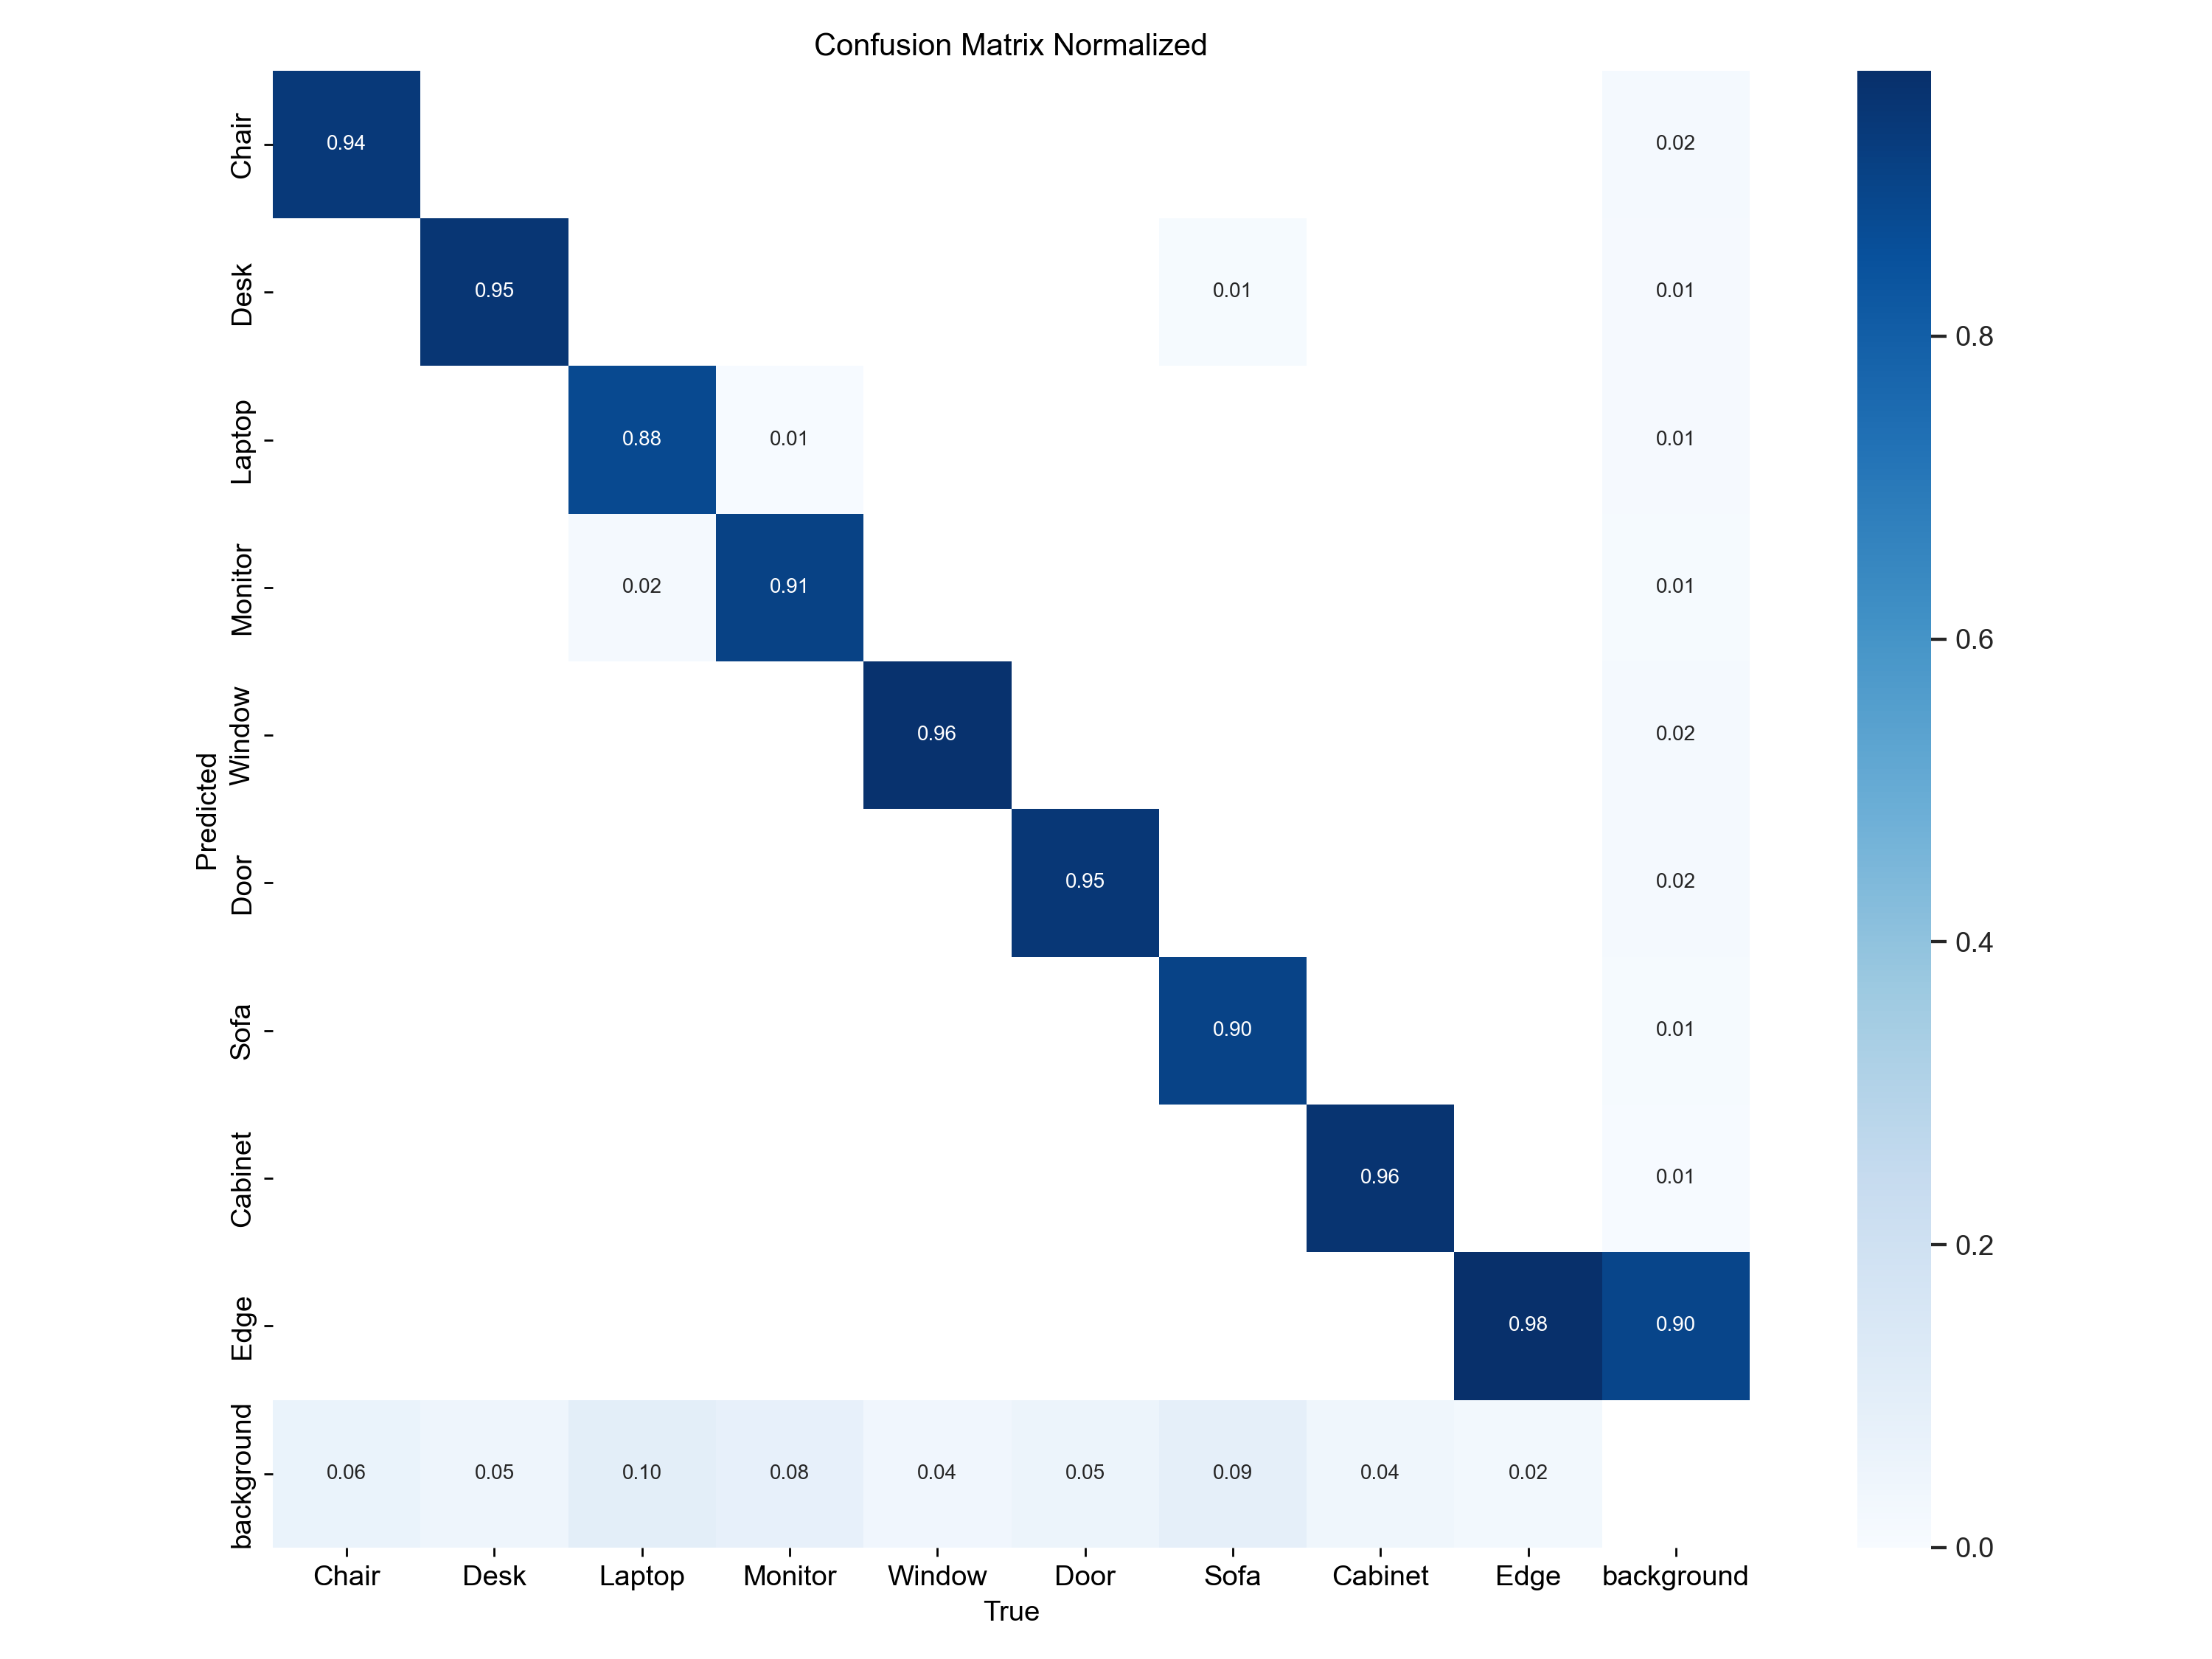 Confusion Matrix Normalized
Chair 0.94 0.02
Desk 0.95 0.01 0.01 0.8
Laptop 0.88 0.01 0.01
Monitor 0.02 0.91 0.01 0.6
Window 0.96 0.02
Predicted
Door 0.95 0.02 0.4
Sofa 0.90 0.01
Cabinet 0.96 0.01 0.2
Edge 0.98 0.90
background 0.06 0.05 0.10 0.08 0.04 0.05 0.09 0.04 0.02
0.0
Chair Desk Laptop Monitor Window Door Sofa Cabinet Edge background
True